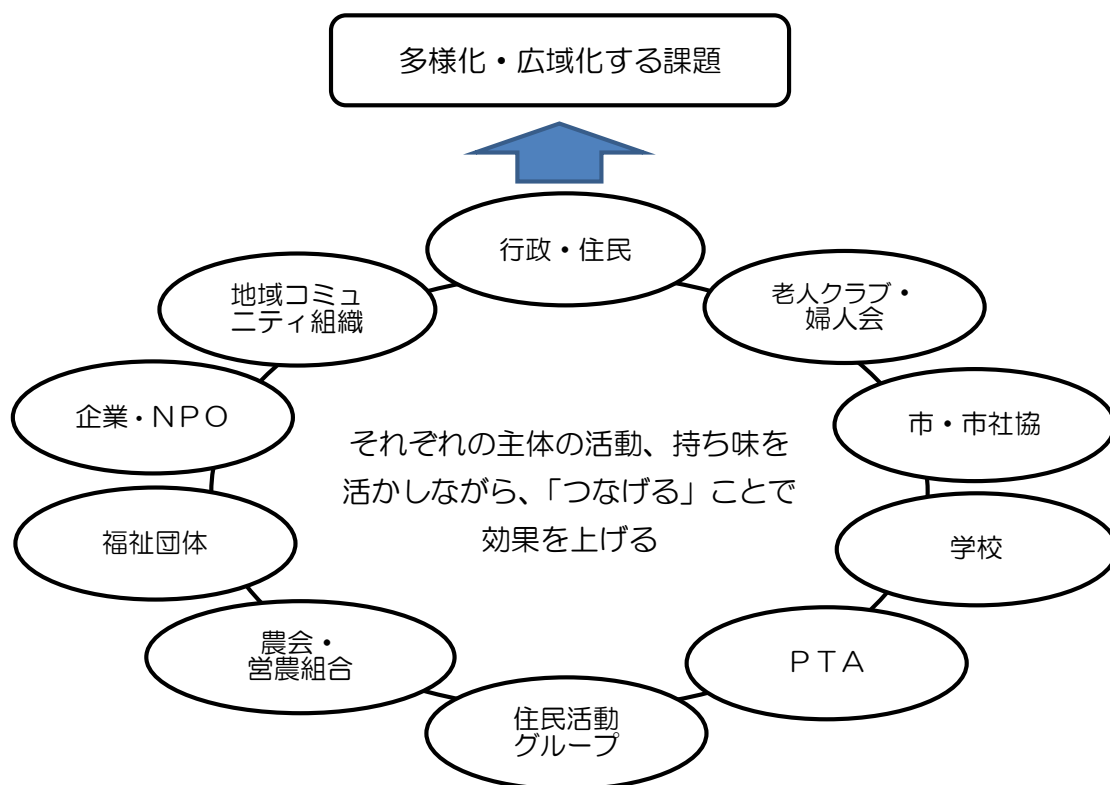 多様化・広域化する課題
行政・住民
地域コミュ
ニティ組織
老人クラブ・
婦人会
企業・ＮＰＯ
市・市社協
それぞれの主体の活動、持ち味を
活かしながら、「つなげる」ことで
効果を上げる
福祉団体
学校
農会・
営農組合
ＰＴＡ
住民活動
グループ